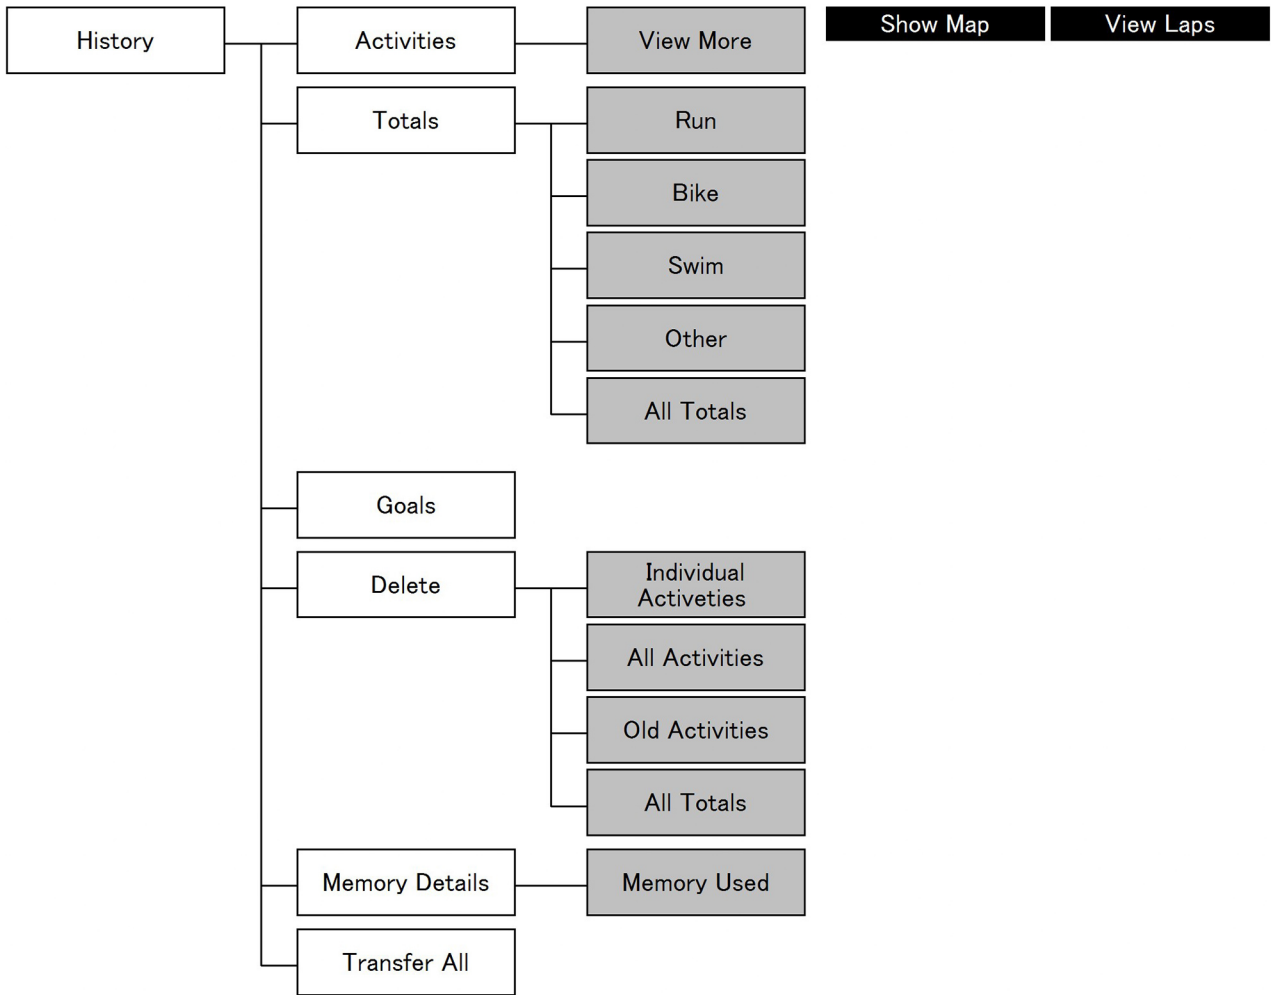 History
Activities
View More
Show Map
View Laps
Totals
Run
Bike
Swim
Other
All Totals
Goals
Delete
Individual
Activeties
All Activities
Old Activities
All Totals
Memory Details
Memory Used
Transfer All